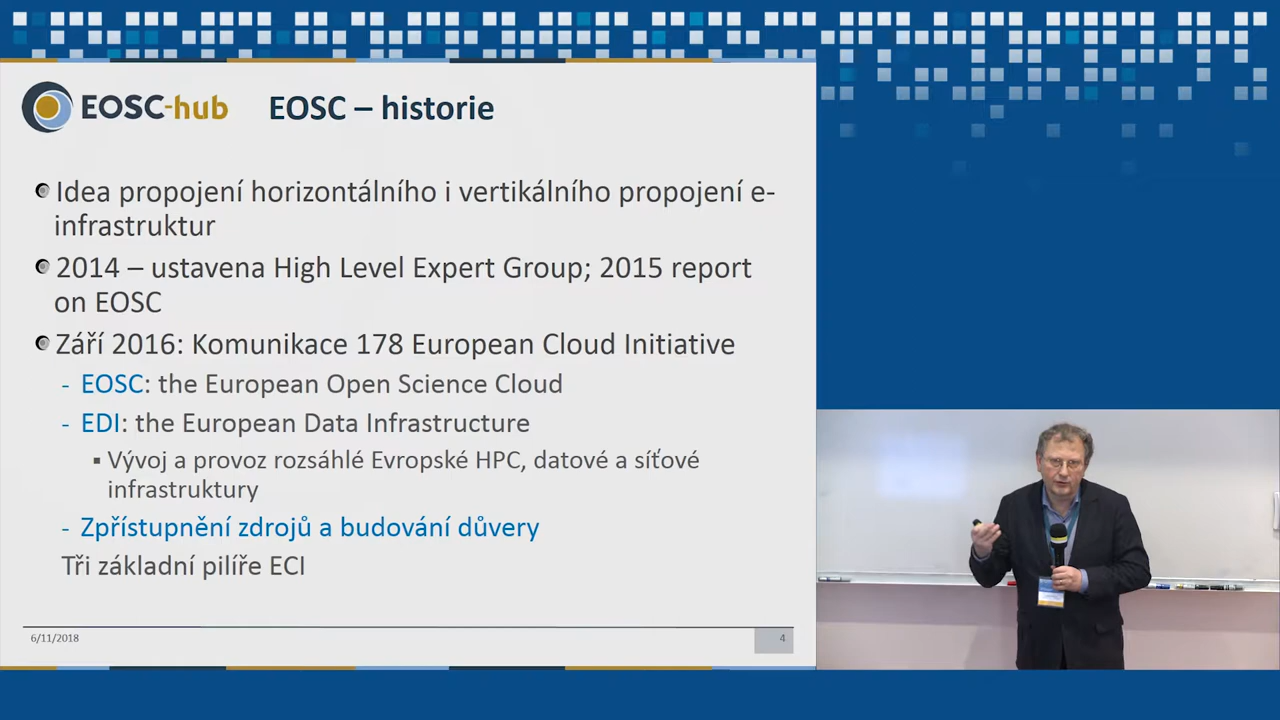 EOSC-hub
EOSC – historie
Idea propojení horizontálního i vertikálního propojení e-
infrastruktur
2014 – ustavena High Level Expert Group; 2015 report
on EOSC
Září 2016: Komunikace 178 European Cloud Initiative
- EOSC: the European Open Science Cloud
- EDI: the European Data Infrastructure
▪ Vývoj a provoz rozsáhlé Evropské HPC, datové a síťové
infrastruktury
- Zpřístupnění zdrojů a budování důvery
Tři základní pilíře ECI
6/11/2018
4